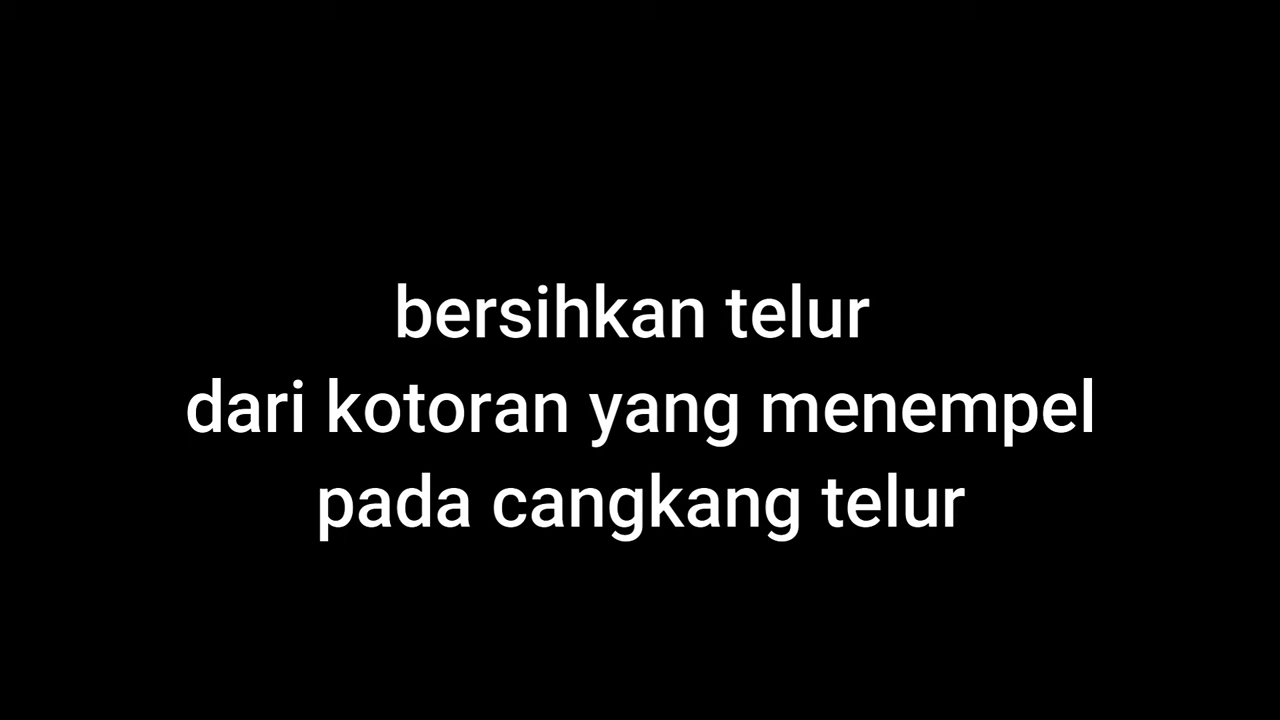 bersihkan telur
dari kotoran yang menempel
pada cangkang telur